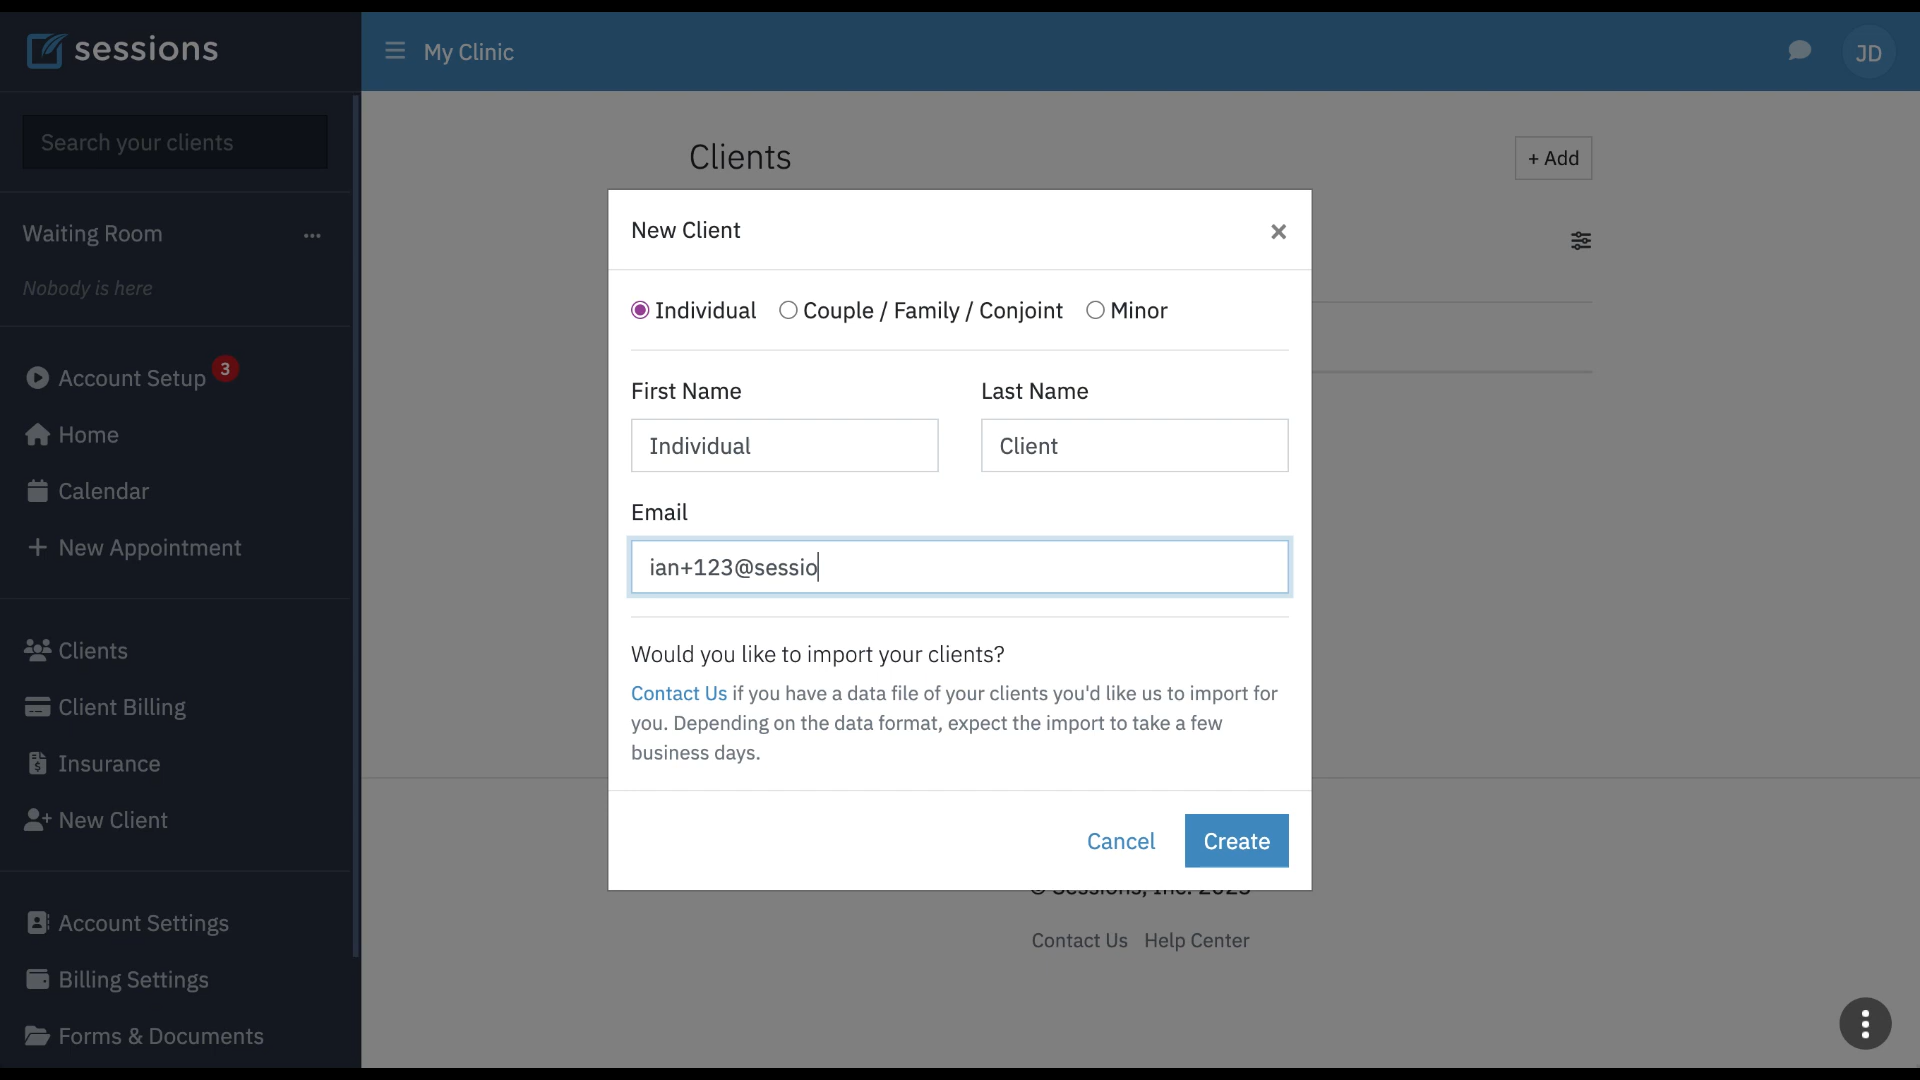 sessions
My Clinic
JD
Search your clients
Waiting Room
Nobody is here
Account Setup 3
Home
Calendar
New Appointment
Clients
Client Billing
Insurance
New Client
Account Settings
Billing Settings
Forms & Documents
Clients
+ Add
New Client
Individual Couple / Family / Conjoint Minor
First Name Last Name
Individual Client
Email
ian+123@sessio
Would you like to import your clients?
Contact Us if you have a data file of your clients you'd like us to import for
you. Depending on the data format, expect the import to take a few
business days.
Cancel Create
© Sessions, Inc.
Contact Us Help Center